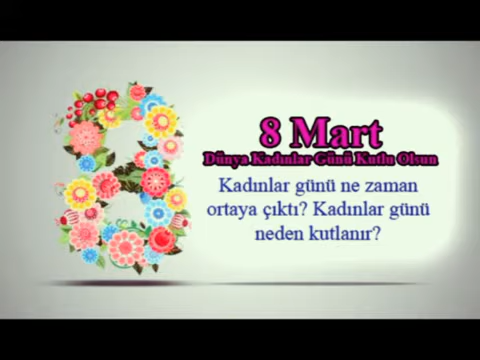 8 Mart
Dünya Kadınlar Günü Kutlu Olsun
Kadınlar günü ne zaman
ortaya çıktı? Kadınlar günü
neden kutlanır?